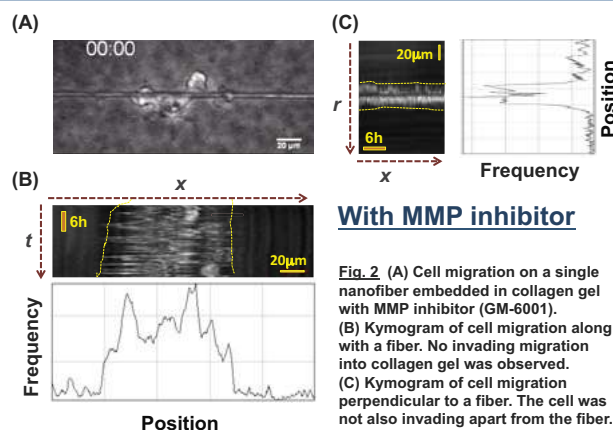 (A)
00:00
20 μm
(B)
x
t
6h
20μm
Frequency
Position
(C)
20μm
r
6h
x
Position
Frequency
With MMP inhibitor
Fig. 2 (A) Cell migration on a single
nanofiber embedded in collagen gel
with MMP inhibitor (GM-6001).
(B) Kymogram of cell migration along
with a fiber. No invading migration
into collagen gel was observed.
(C) Kymogram of cell migration
perpendicular to a fiber. The cell was
not also invading apart from the fiber.